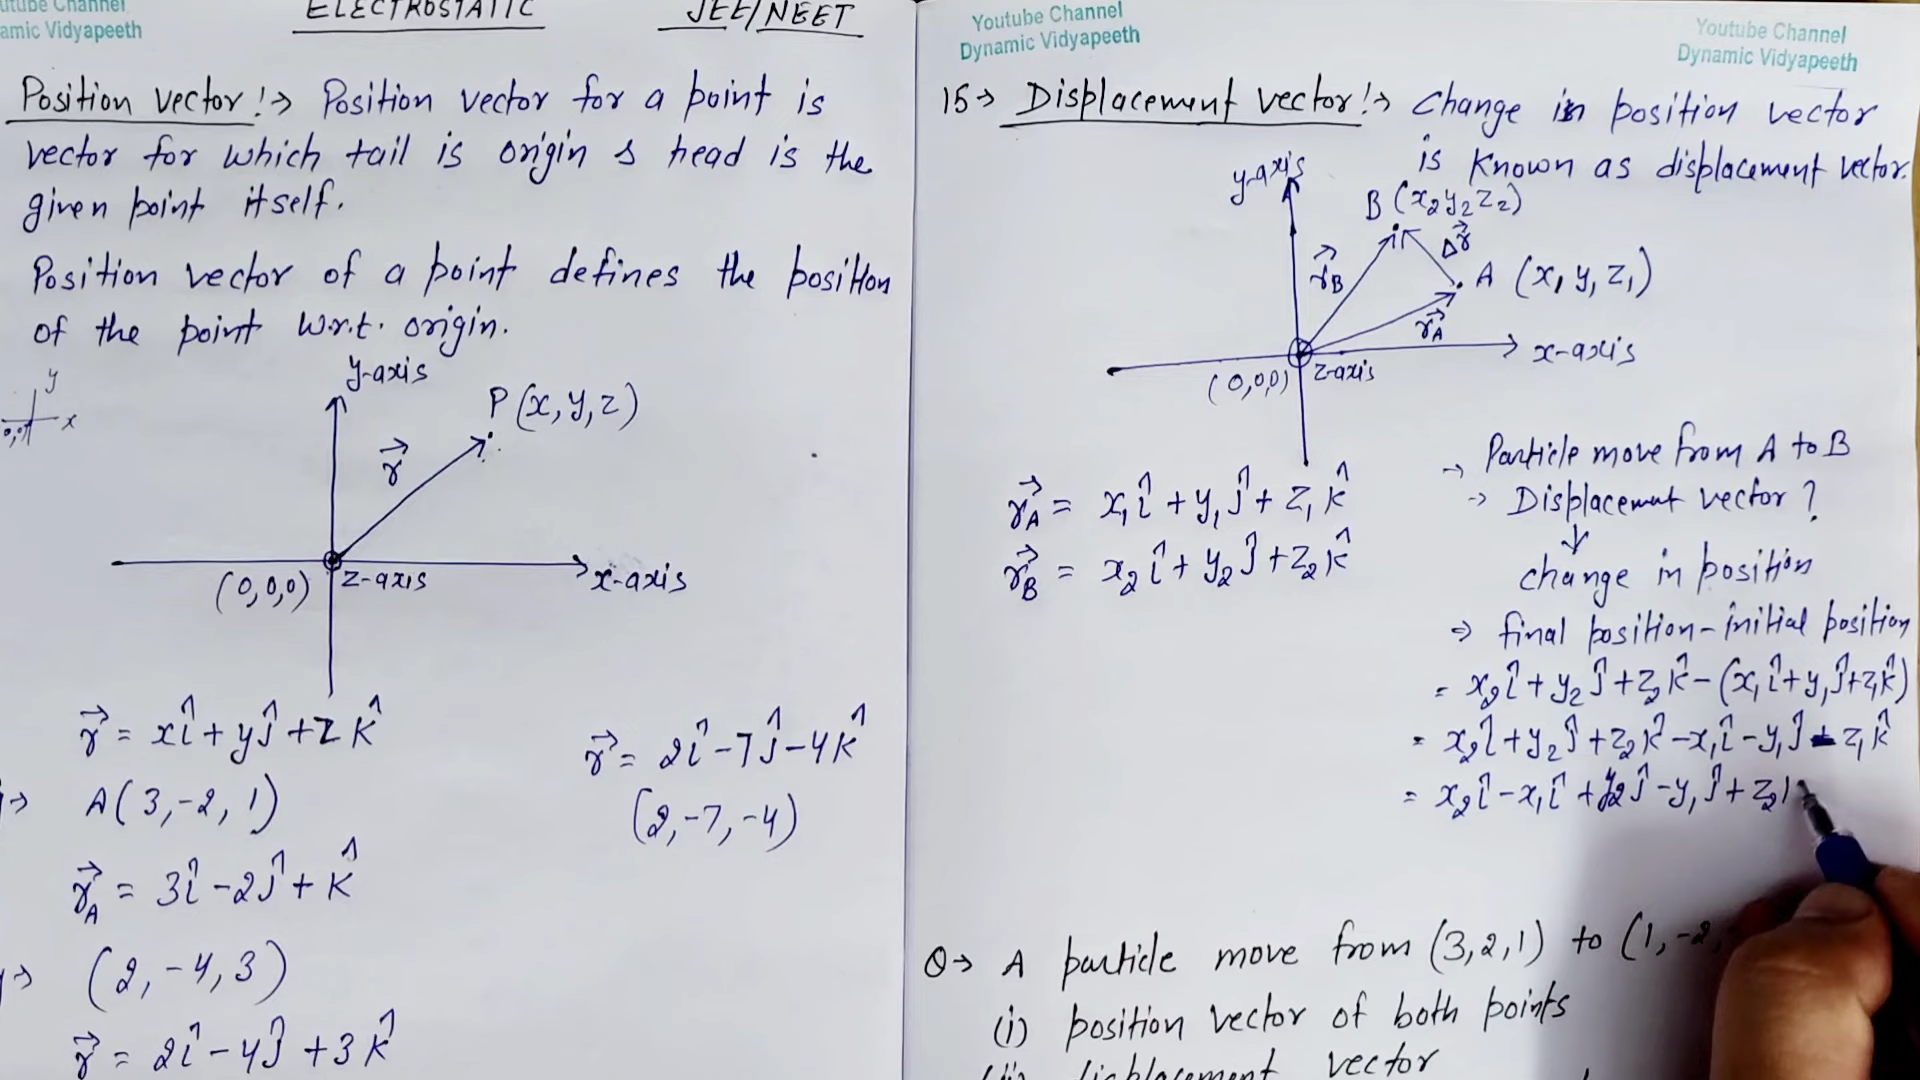 Channel
amic Vidyapeeth
ELECTROSTATIC JEE/NEET
Position vector !→ Position vector for a point is
vector for which tail is origin & head is the
given point itself.
Position vector of a point defines the position
of the point w.r.t. origin.
y
x
y-axis
P (x, y, z)
r⃗
(0,0,0) z-axis x-axis
r⃗ = xî + yĵ + zk̂
A(3, -2, 1)
r⃗A = 3î - 2ĵ + k̂
(2, -4, 3)
r⃗ = 2î - 4ĵ + 3k̂
r⃗ = 2î - 7ĵ - 4k̂
(2, -7, -4)
Youtube Channel
Dynamic Vidyapeeth
Youtube Channel
Dynamic Vidyapeeth
15→ Displacement vector !→ Change in position vector
is known as displacement vector.
y-axis
B (x₂ y₂ z₂)
Δr⃗
r⃗B
A (x₁ y₁ z₁)
r⃗A
x-axis
(0,0,0) z-axis
r⃗A = x₁î + y₁ĵ + z₁k̂
r⃗B = x₂î + y₂ĵ + z₂k̂
→ Particle move from A to B
→ Displacement vector ?
↓
change in position
⇒ final position - initial position
= x₂î + y₂ĵ + z₂k̂ - (x₁î + y₁ĵ + z₁k̂)
= x₂î + y₂ĵ + z₂k̂ - x₁î - y₁ĵ - z₁k̂
= x₂î - x₁î + y₂ĵ - y₁ĵ + z₂
Q→ A particle move from (3,2,1) to (1,-2,
(i) position vector of both points
(ii) displacement vector